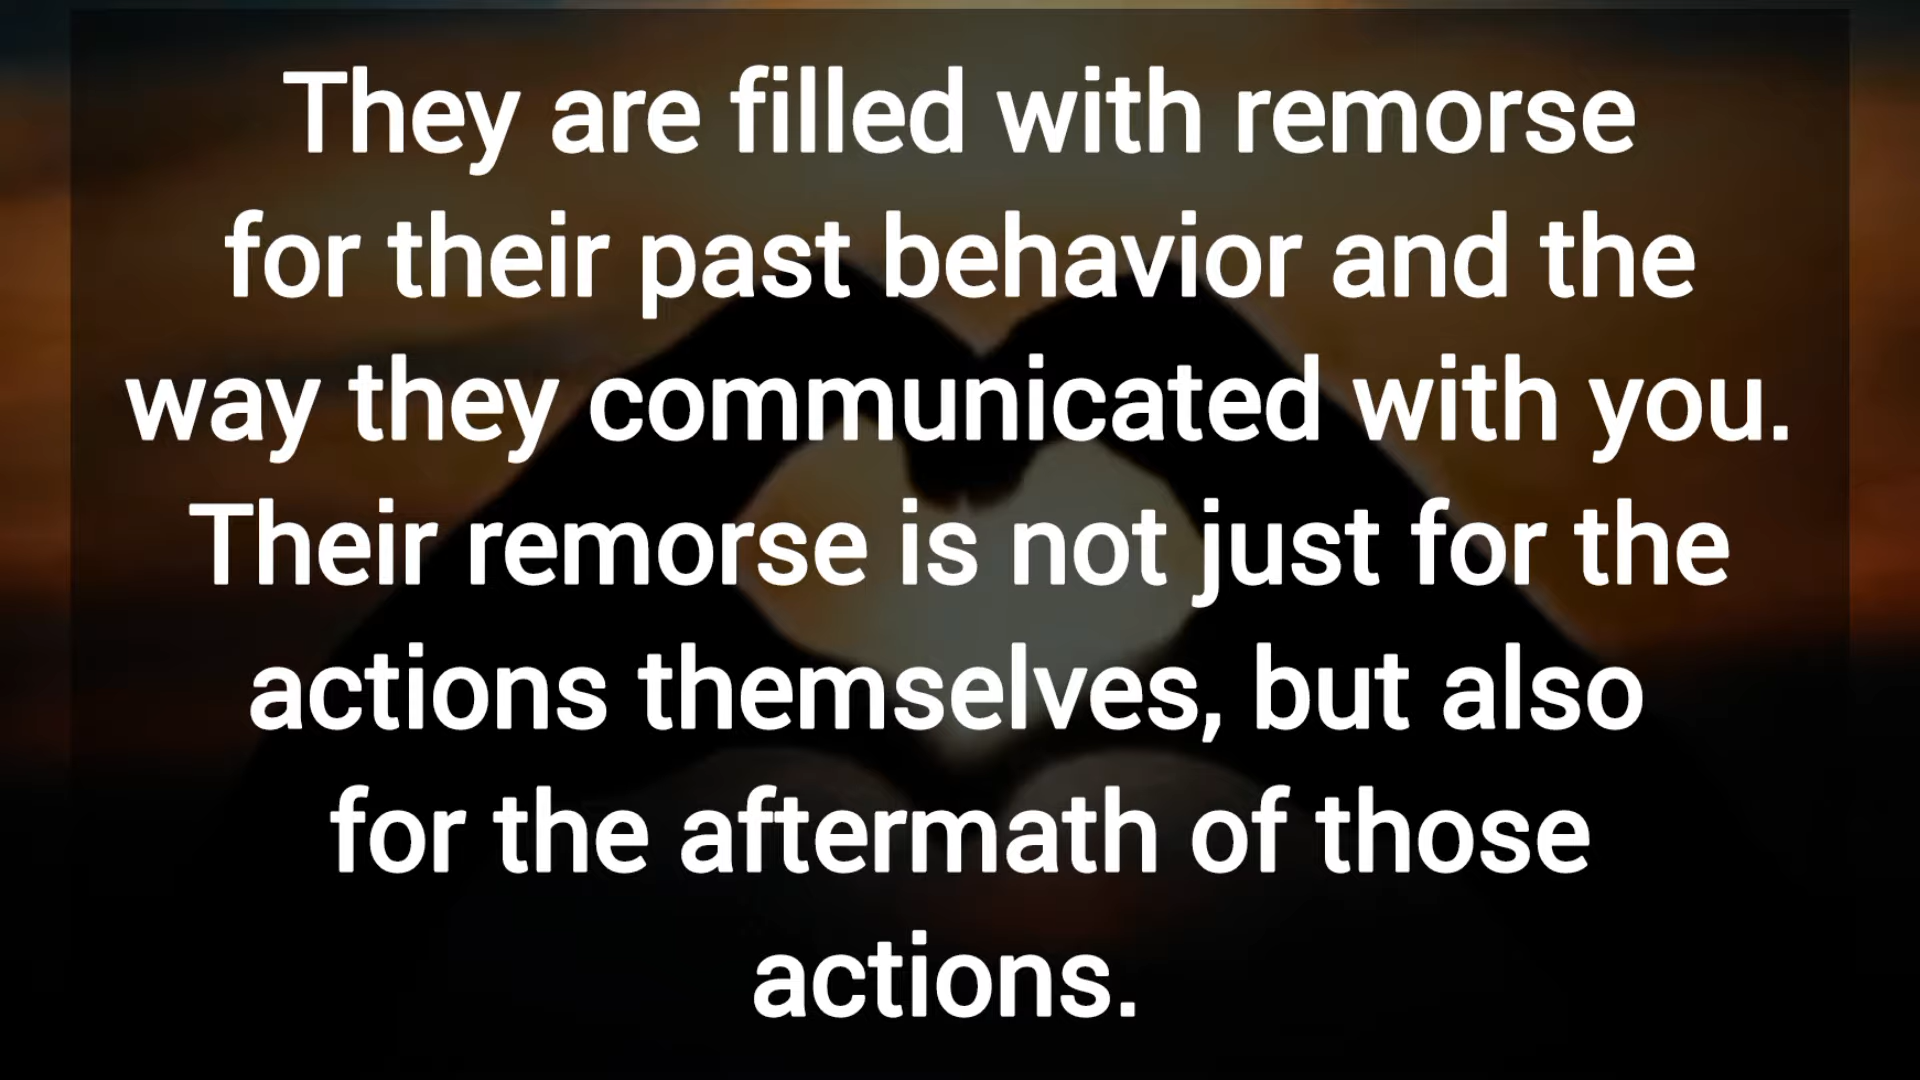 They are filled with remorse
for their past behavior and the
way they communicated with you.
Their remorse is not just for the
actions themselves, but also
for the aftermath of those
actions.